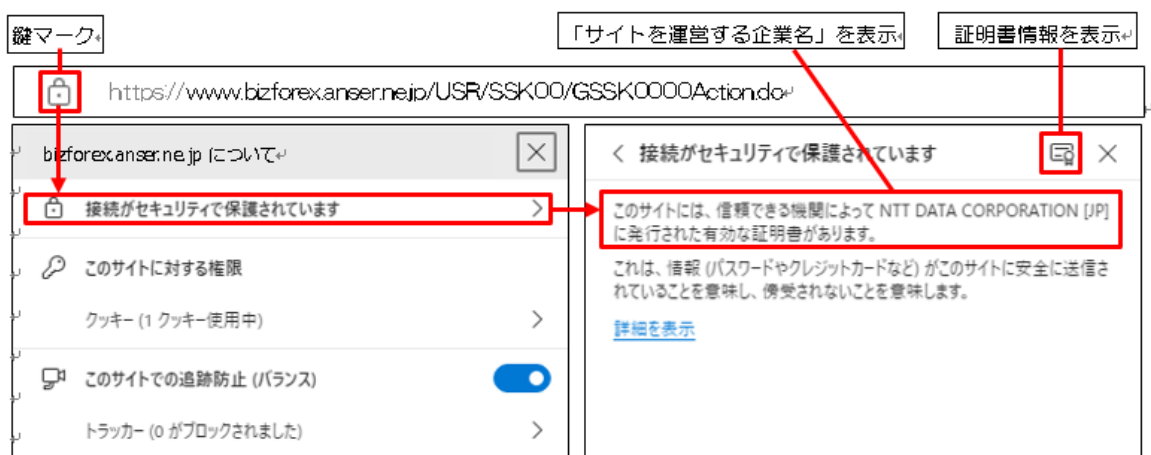 鍵マーク
「サイトを運営する企業名」を表示
証明書情報を表示
https://www.bizforex.anser.ne.jp/USR/SSK00/GSSK0000Action.do
bizforex.anser.ne.jp について
接続がセキュリティで保護されています
このサイトに対する権限
クッキー (1 クッキー使用中)
このサイトでの追跡防止 (バランス)
トラッカー (0 がブロックされました)
接続がセキュリティで保護されています
このサイトには、信頼できる機関によって NTT DATA CORPORATION [JP]
に発行された有効な証明書があります。
これは、情報 (パスワードやクレジットカードなど) がこのサイトに安全に送信さ
れていることを意味し、傍受されないことを意味します。
詳細を表示